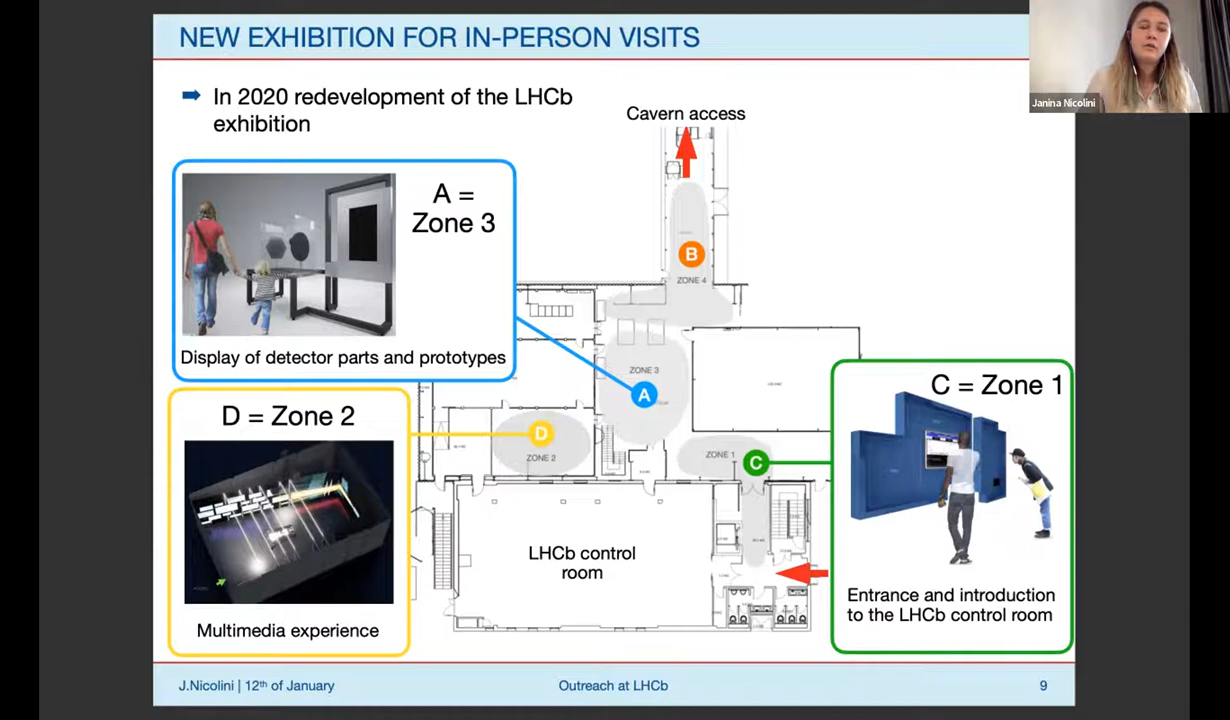 NEW EXHIBITION FOR IN-PERSON VISITS
Janina Nicolini
In 2020 redevelopment of the LHCb
exhibition
Cavern access
A =
Zone 3
Display of detector parts and prototypes
B
ZONE 4
ZONE 3
A
D = Zone 2
Multimedia experience
D
ZONE 2
ZONE 1
C
C = Zone 1
Entrance and introduction
to the LHCb control room
LHCb control
room
J.Nicolini | 12th of January
Outreach at LHCb
9